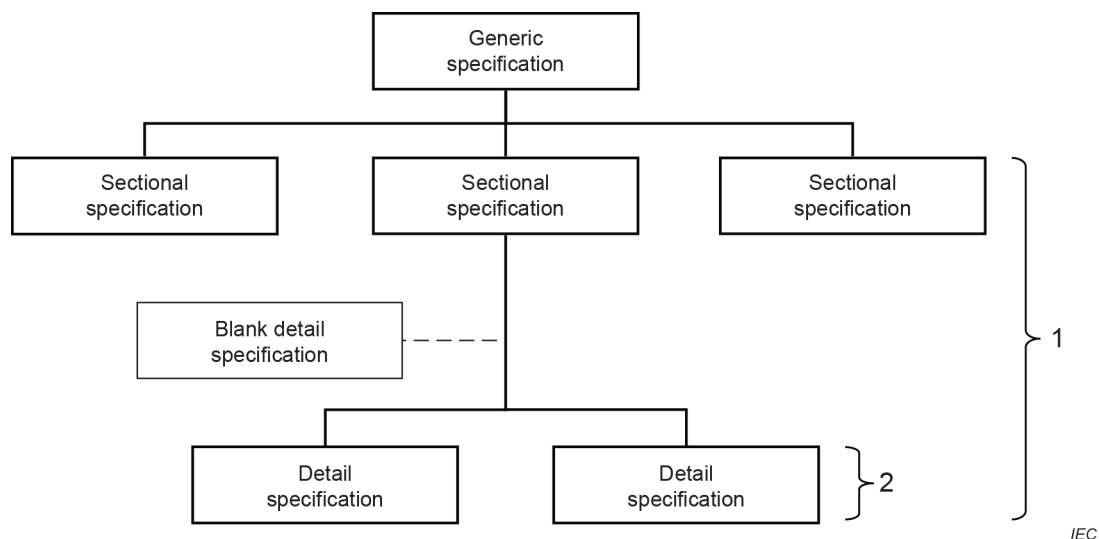 Generic
specification
Sectional
specification
Sectional
specification
Sectional
specification
Blank detail
specification
1
Detail
specification
Detail
specification
2
IEC